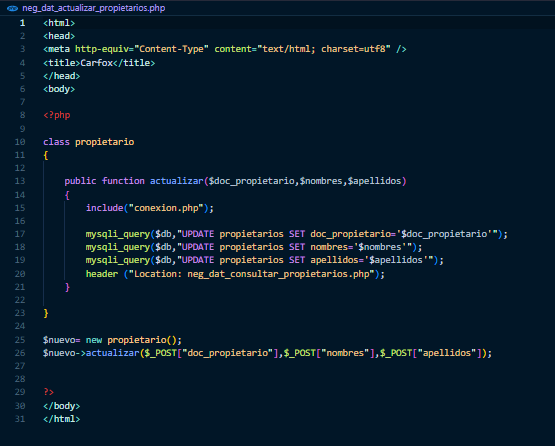 neg_dat_actualizar_propietarios.php
1 <html>
2 <head>
3 <meta http-equiv="Content-Type" content="text/html; charset=utf8" />
4 <title>Carfox</title>
5 </head>
6 <body>
7
8 <?php
9
10 class propietario
11 {
12
13 public function actualizar($doc_propietario,$nombres,$apellidos)
14 {
15 include("conexion.php");
16
17 mysqli_query($db,"UPDATE propietarios SET doc_propietario='$doc_propietario'");
18 mysqli_query($db,"UPDATE propietarios SET nombres='$nombres'");
19 mysqli_query($db,"UPDATE propietarios SET apellidos='$apellidos'");
20 header ("Location: neg_dat_consultar_propietarios.php");
21 }
22
23 }
24
25 $nuevo= new propietario();
26 $nuevo->actualizar($_POST["doc_propietario"],$_POST["nombres"],$_POST["apellidos"]);
27
28
29 ?>
30 </body>
31 </html>